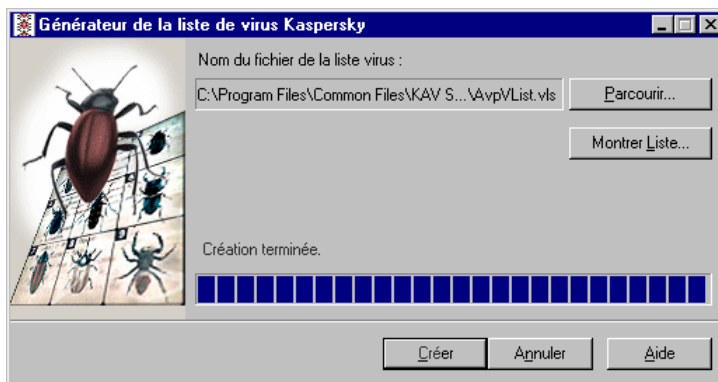 Générateur de la liste de virus Kaspersky
Nom du fichier de la liste virus :
C:\Program Files\Common Files\KAV S...\AvpVList.vls
Parcourir...
Montrer Liste...
Création terminée.
Créer
Annuler
Aide